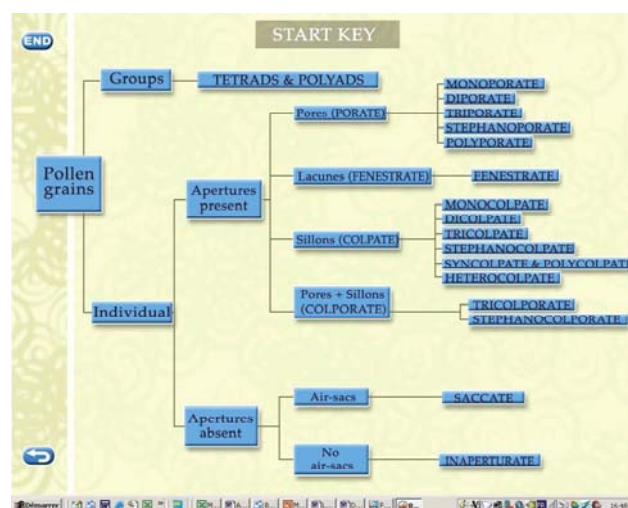 END
START KEY
Groups
TETRADS & POLYADS
Pollen
grains
Individual
Apertures
present
Pores (PORATE)
MONOPORATE
DIPORATE
TRIPORATE
STEPHANOPORATE
POLYPORATE
Lacunes (FENESTRATE)
FENESTRATE
Sillons (COLPATE)
MONOCOLPATE
DICOLPATE
TRICOLPATE
STEPHANOCOLPATE
SYNCOLPATE & POLYCOLPATE
HETEROCOLPATE
Pores + Sillons
(COLPORATE)
TRICOLPORATE
STEPHANOCOLPORATE
Apertures
absent
Air-sacs
SACCATE
No
air-sacs
INAPERTURATE
Démarrer